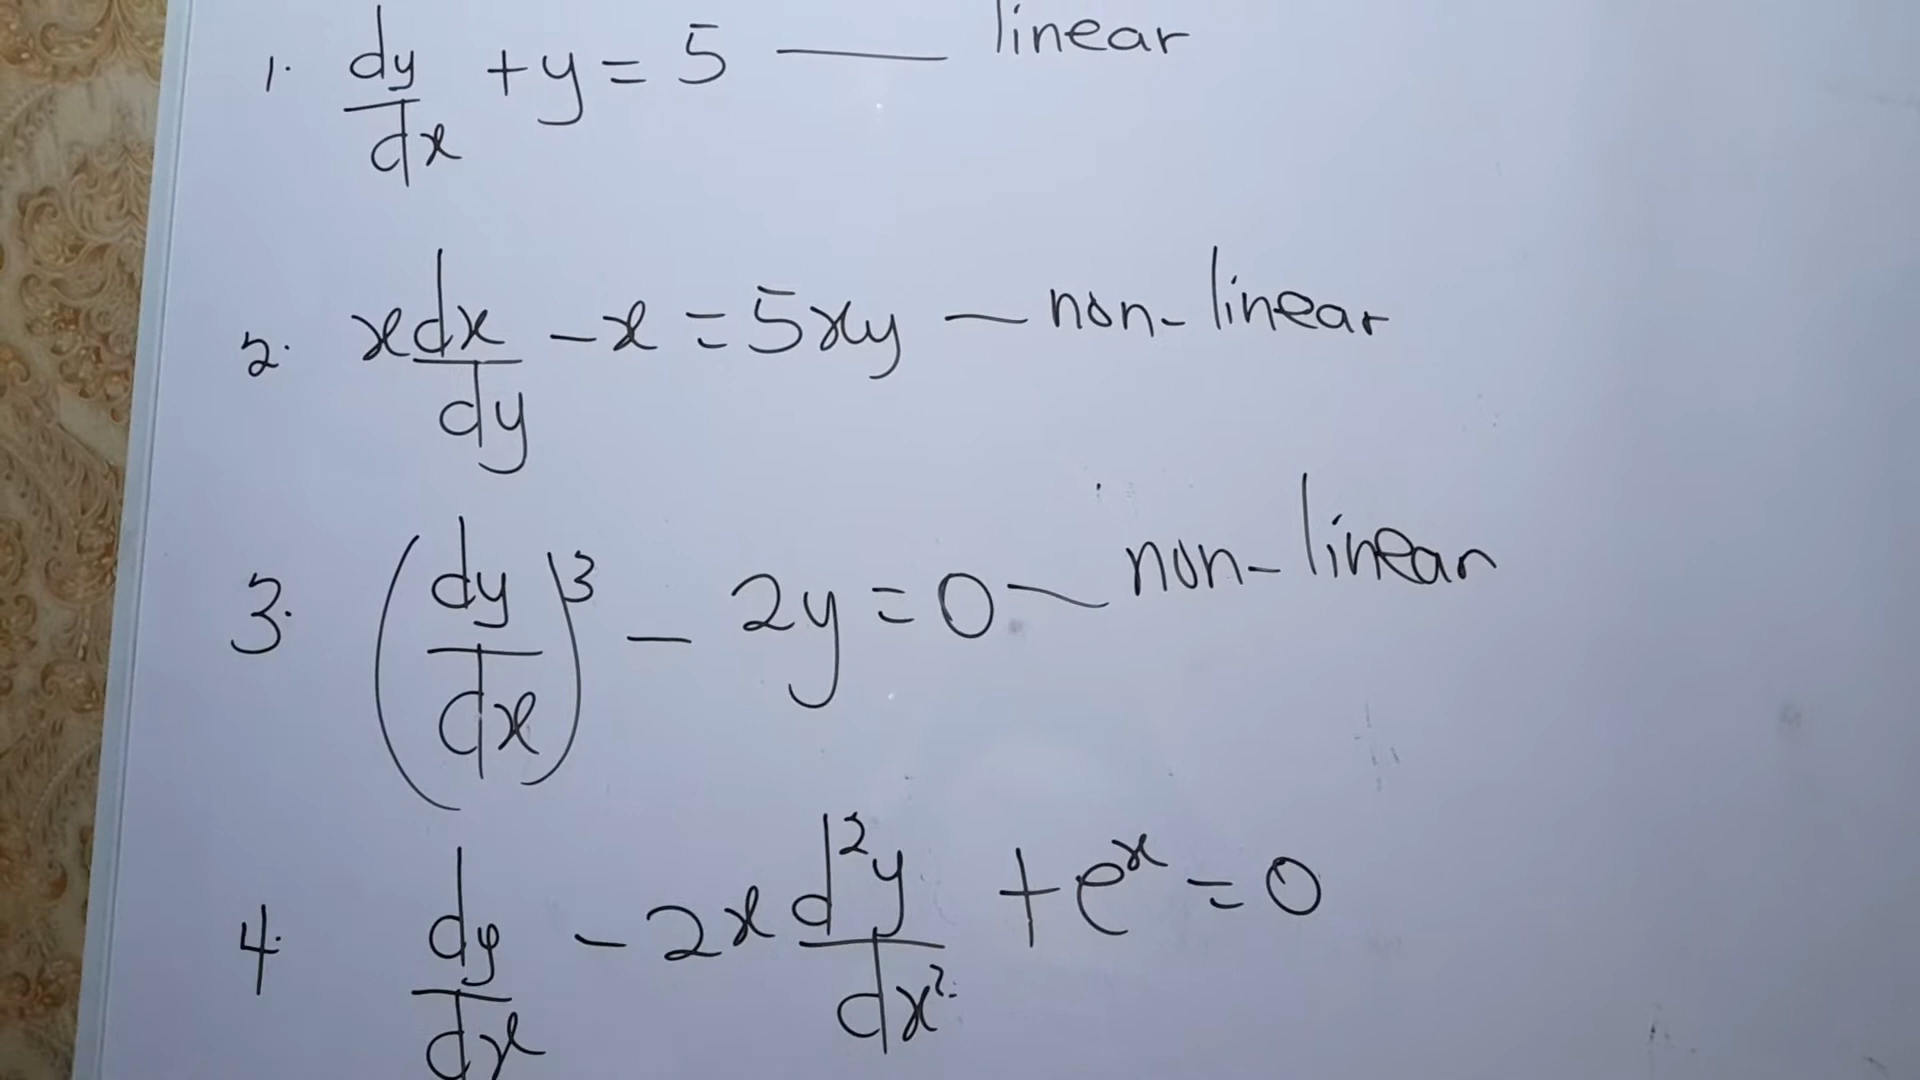 1. dy/dx + y = 5 — linear
2. x dx/dy - x = 5xy — non-linear
3. (dy/dx)³ - 2y = 0 — non-linear
4. dy/dx - 2x d²y/dx² + eˣ = 0